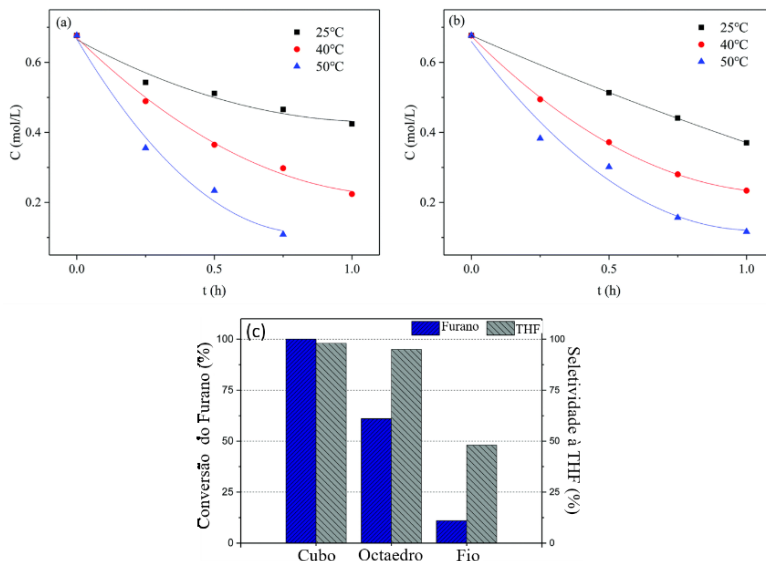 (a)
25°C
40°C
50°C
C (mol/L)
0.6
0.4
0.2
0.0
0.5
1.0
t (h)
(b)
25°C
40°C
50°C
C (mol/L)
0.6
0.4
0.2
0.0
0.5
1.0
t (h)
(c)
Furano
THF
Conversão do Furano (%)
100
75
50
25
0
100
75
50
25
0
Seletividade à THF (%)
Cubo
Octaedro
Fio